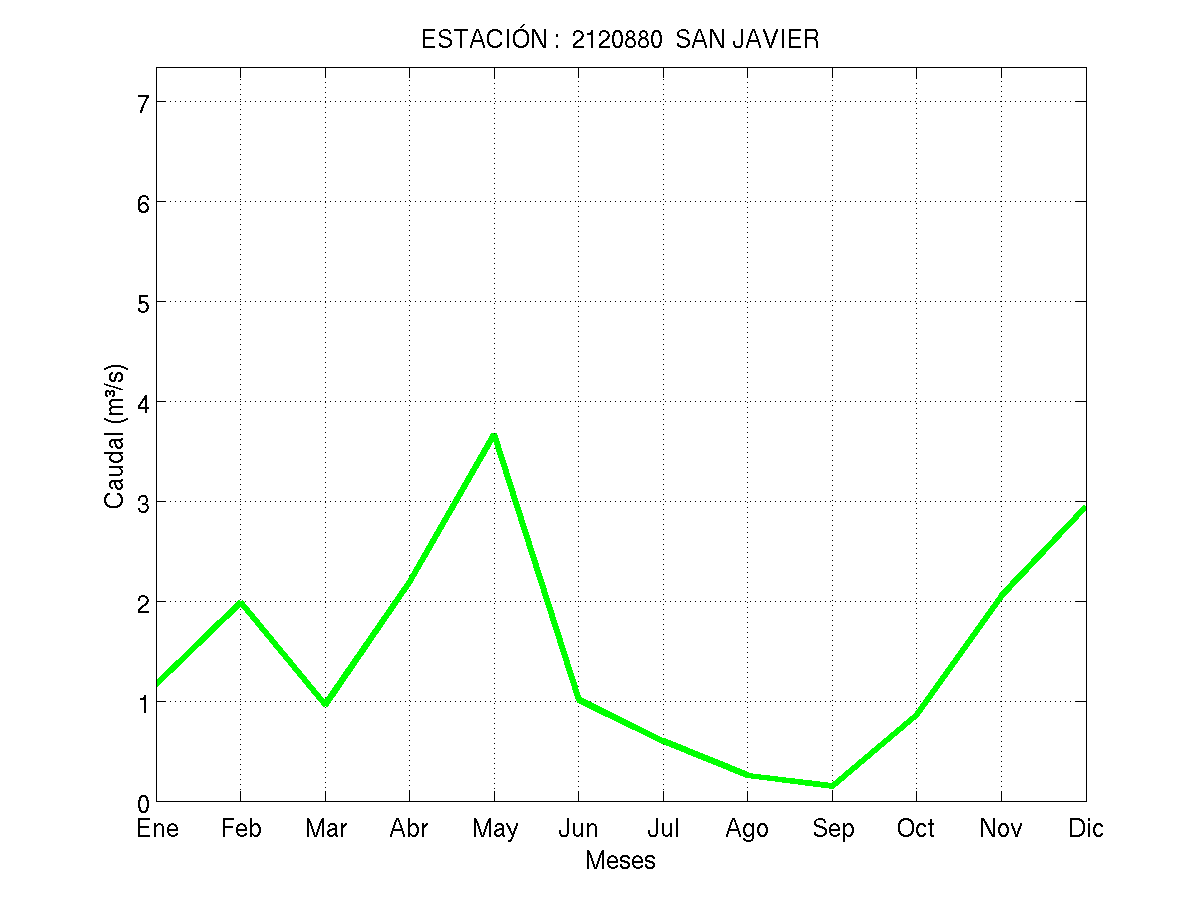 ESTACIÓN :  2120880  SAN JAVIER
7
6
5
4
3
2
1
0
Caudal (m³/s)
Ene Feb Mar Abr May Jun Jul Ago Sep Oct Nov Dic
Meses